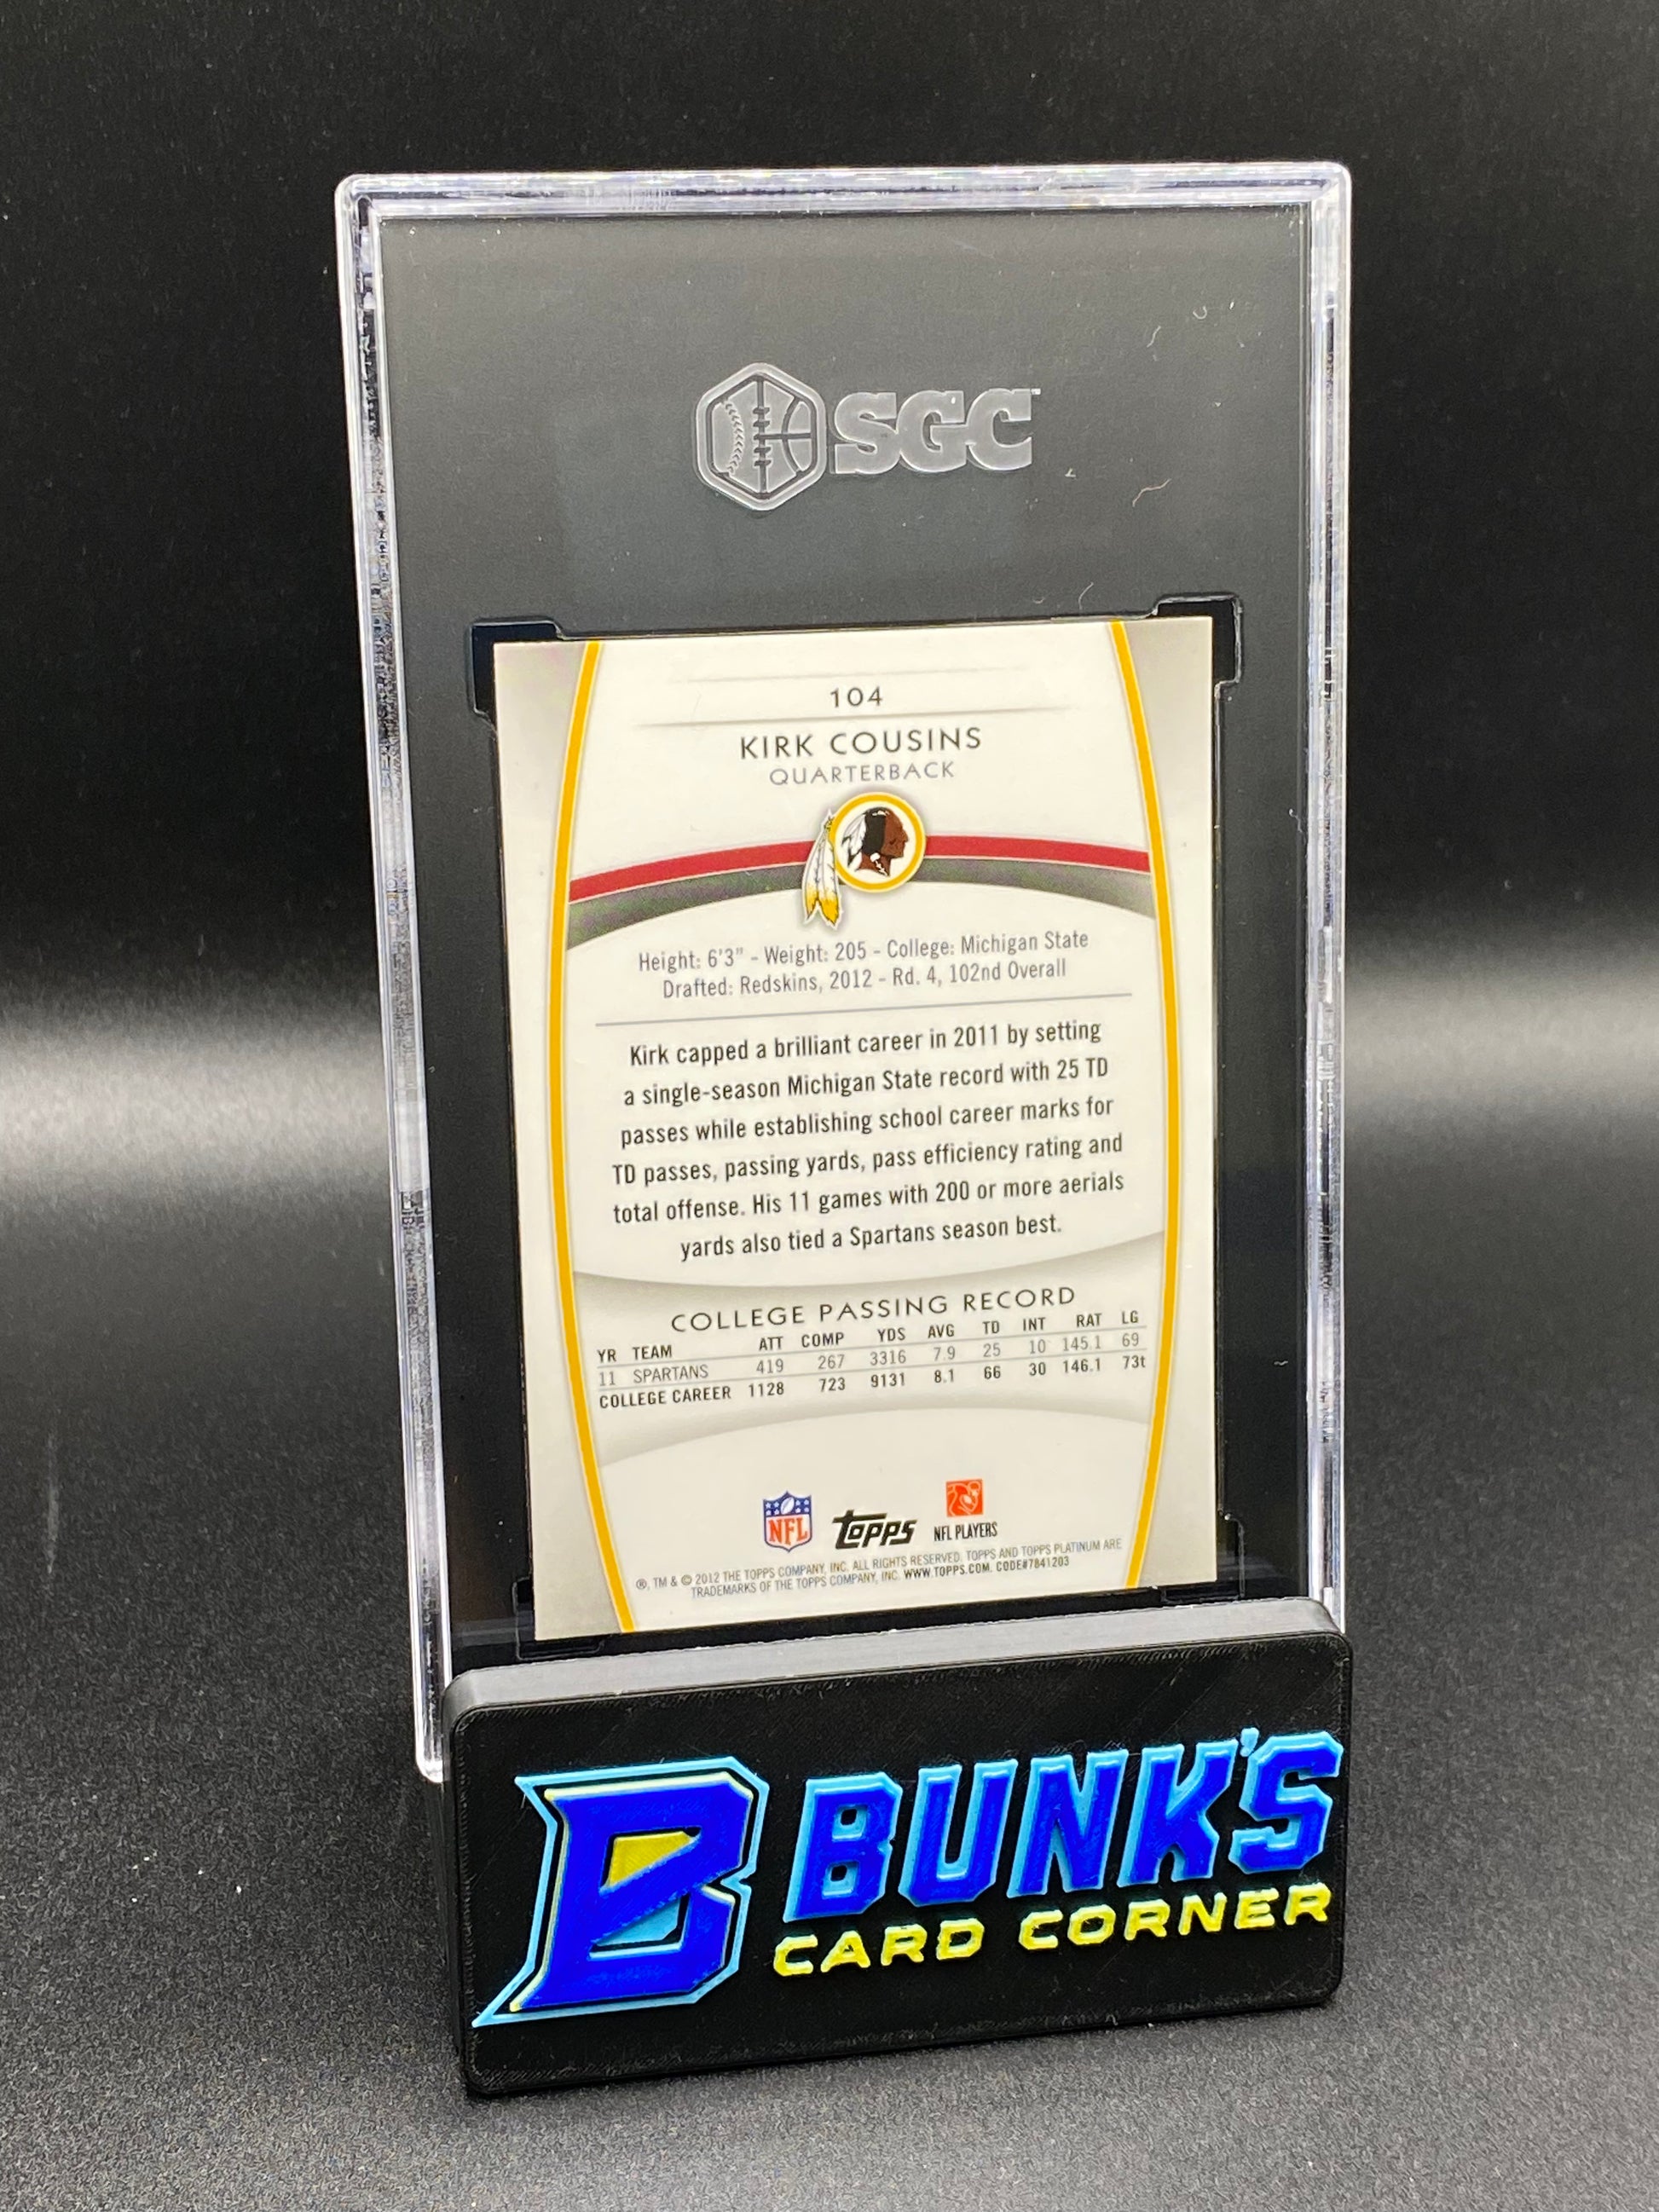 SGC
104
KIRK COUSINS
QUARTERBACK
Height: 6'3" - Weight: 205 - College: Michigan State
Drafted: Redskins, 2012 - Rd. 4, 102nd Overall
Kirk capped a brilliant career in 2011 by setting
a single-season Michigan State record with 25 TD
passes while establishing school career marks for
TD passes, passing yards, pass efficiency rating and
total offense. His 11 games with 200 or more aerials
yards also tied a Spartans season best.
COLLEGE PASSING RECORD
YR TEAM ATT COMP YDS AVG TD INT RAT LG
11 SPARTANS 419 267 3316 7.9 25 10 145.1 69
COLLEGE CAREER 1128 723 9131 8.1 66 30 146.1 73t
NFL Topps NFL PLAYERS
®, TM & © 2012 THE TOPPS COMPANY, INC. ALL RIGHTS RESERVED. TOPPS AND TOPPS PLATINUM ARE
TRADEMARKS OF THE TOPPS COMPANY, INC. WWW.TOPPS.COM. CODE#7841203
B BUNK'S
CARD CORNER